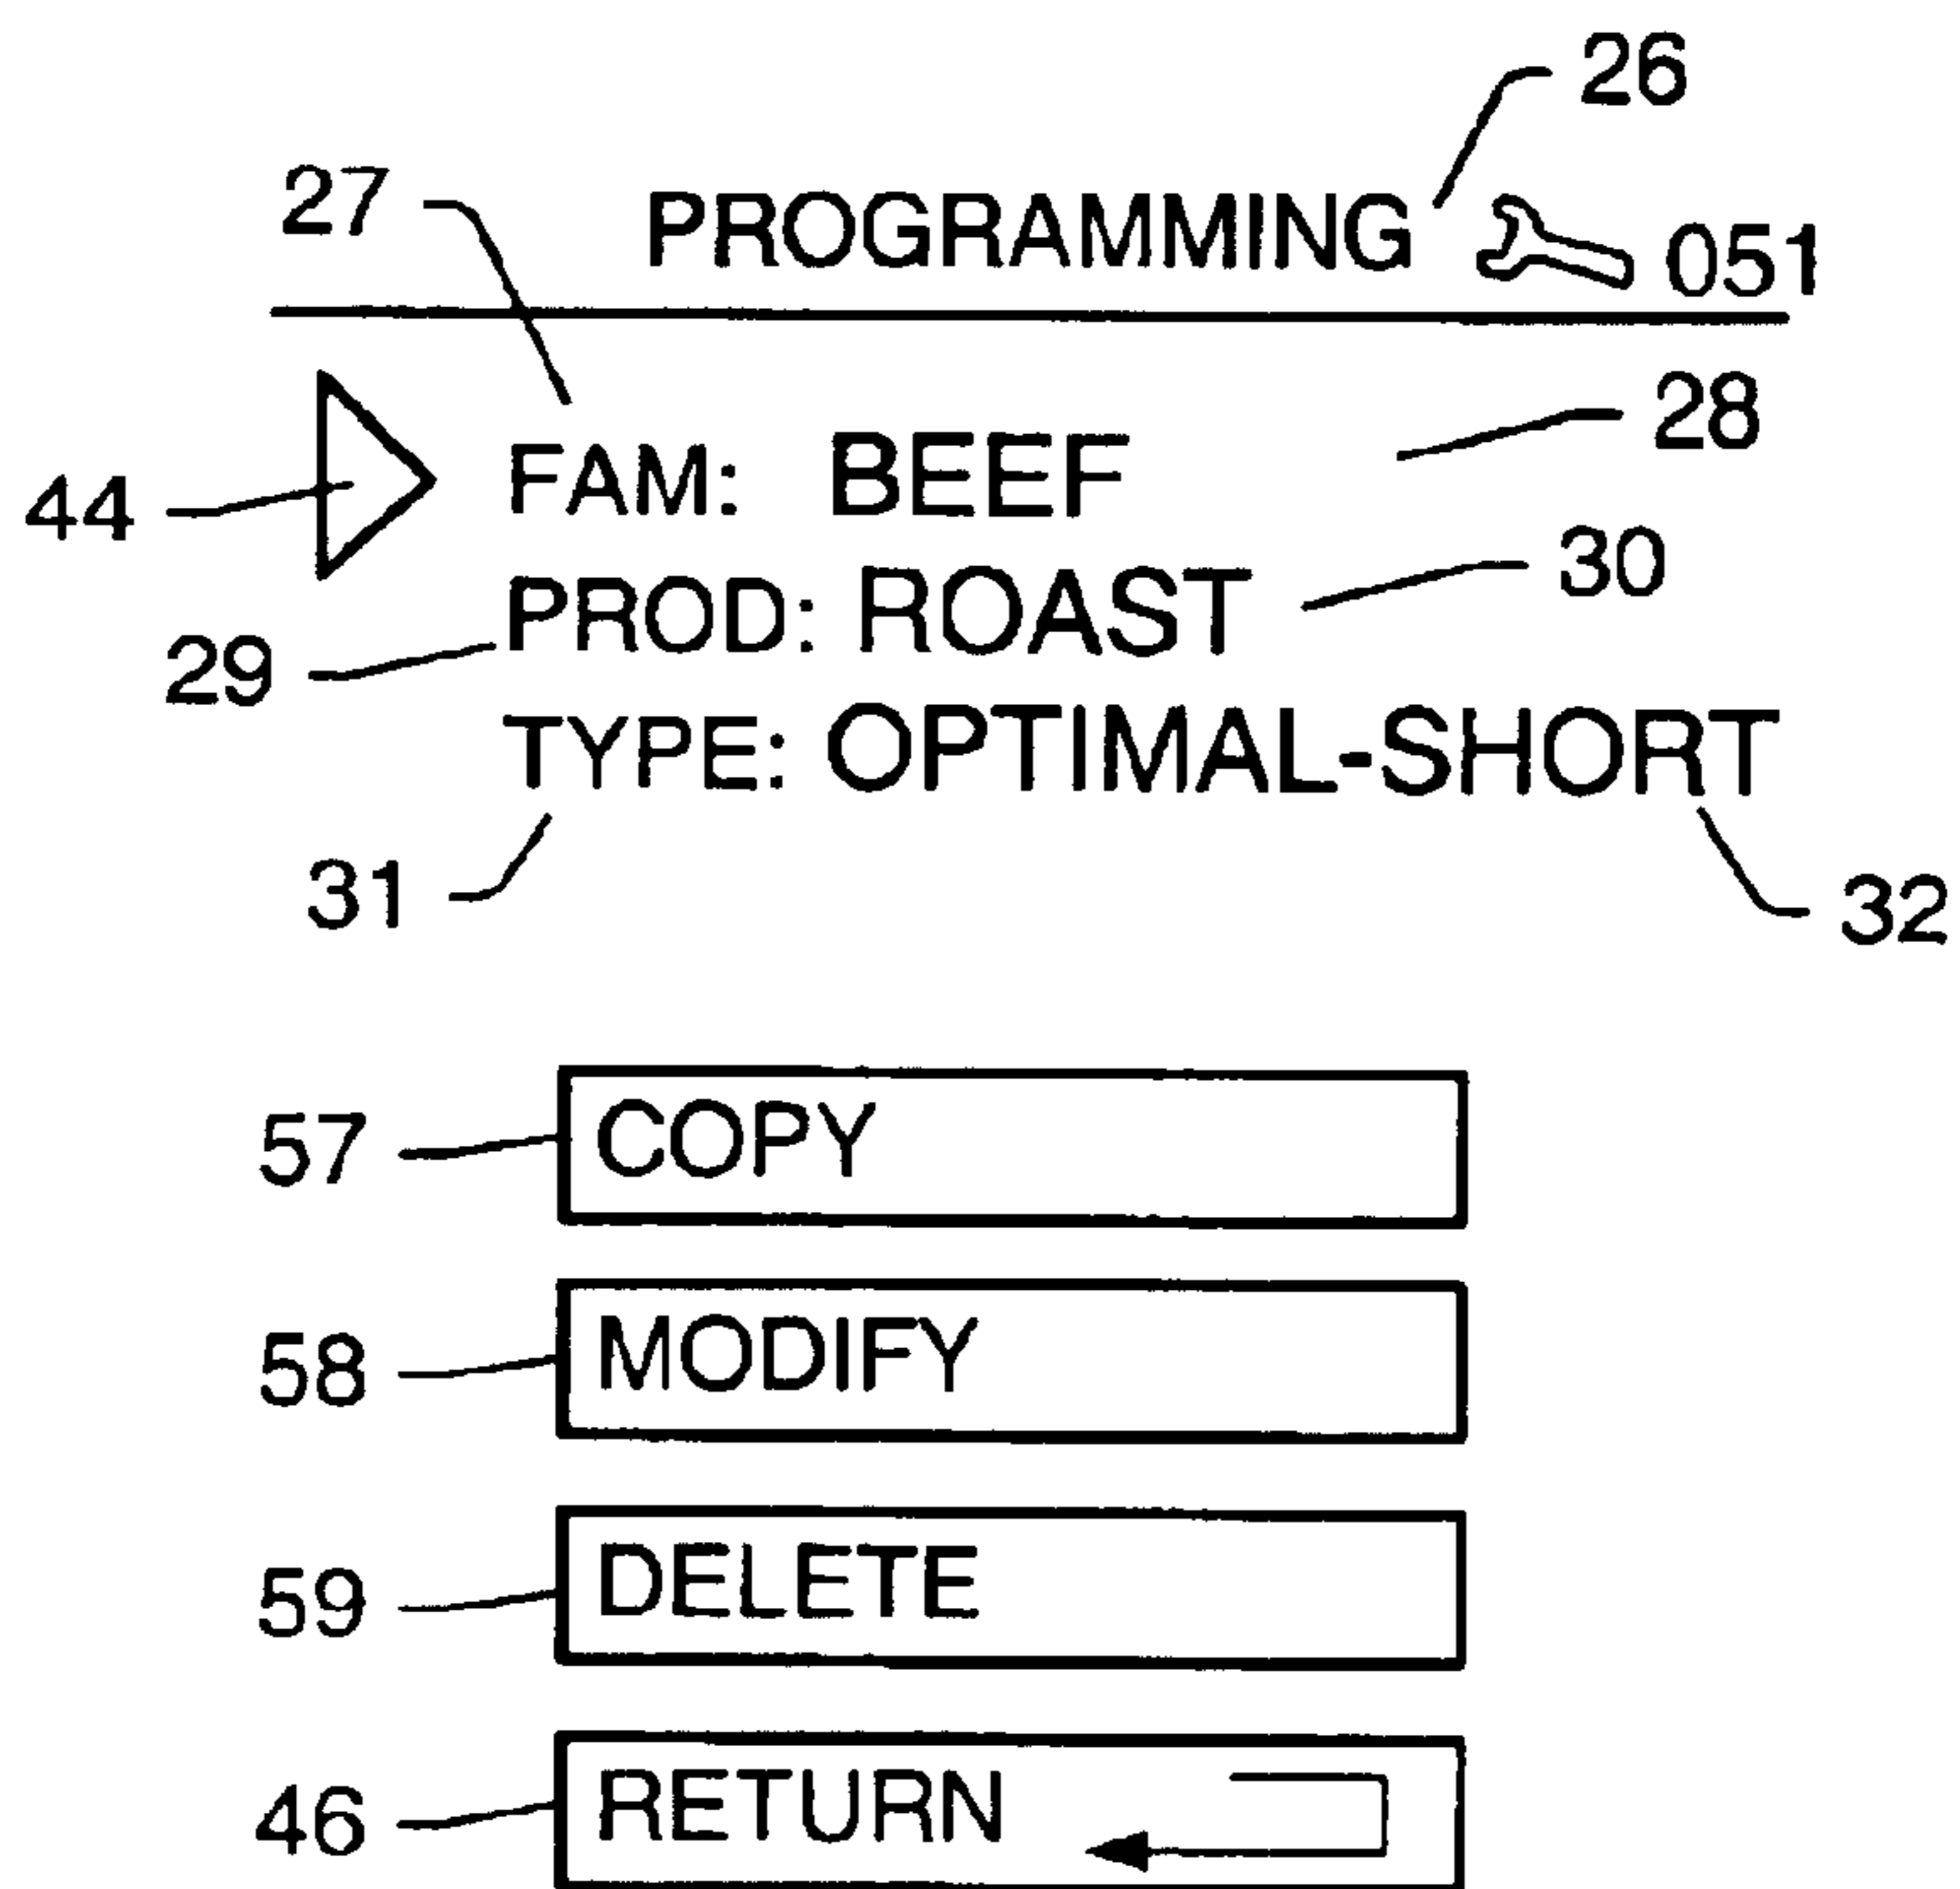 26
27 PROGRAMMING 051
28
44 FAM: BEEF
30
PROD: ROAST
29
TYPE: OPTIMAL-SHORT
31 32
57 COPY
58 MODIFY
59 DELETE
46 RETURN